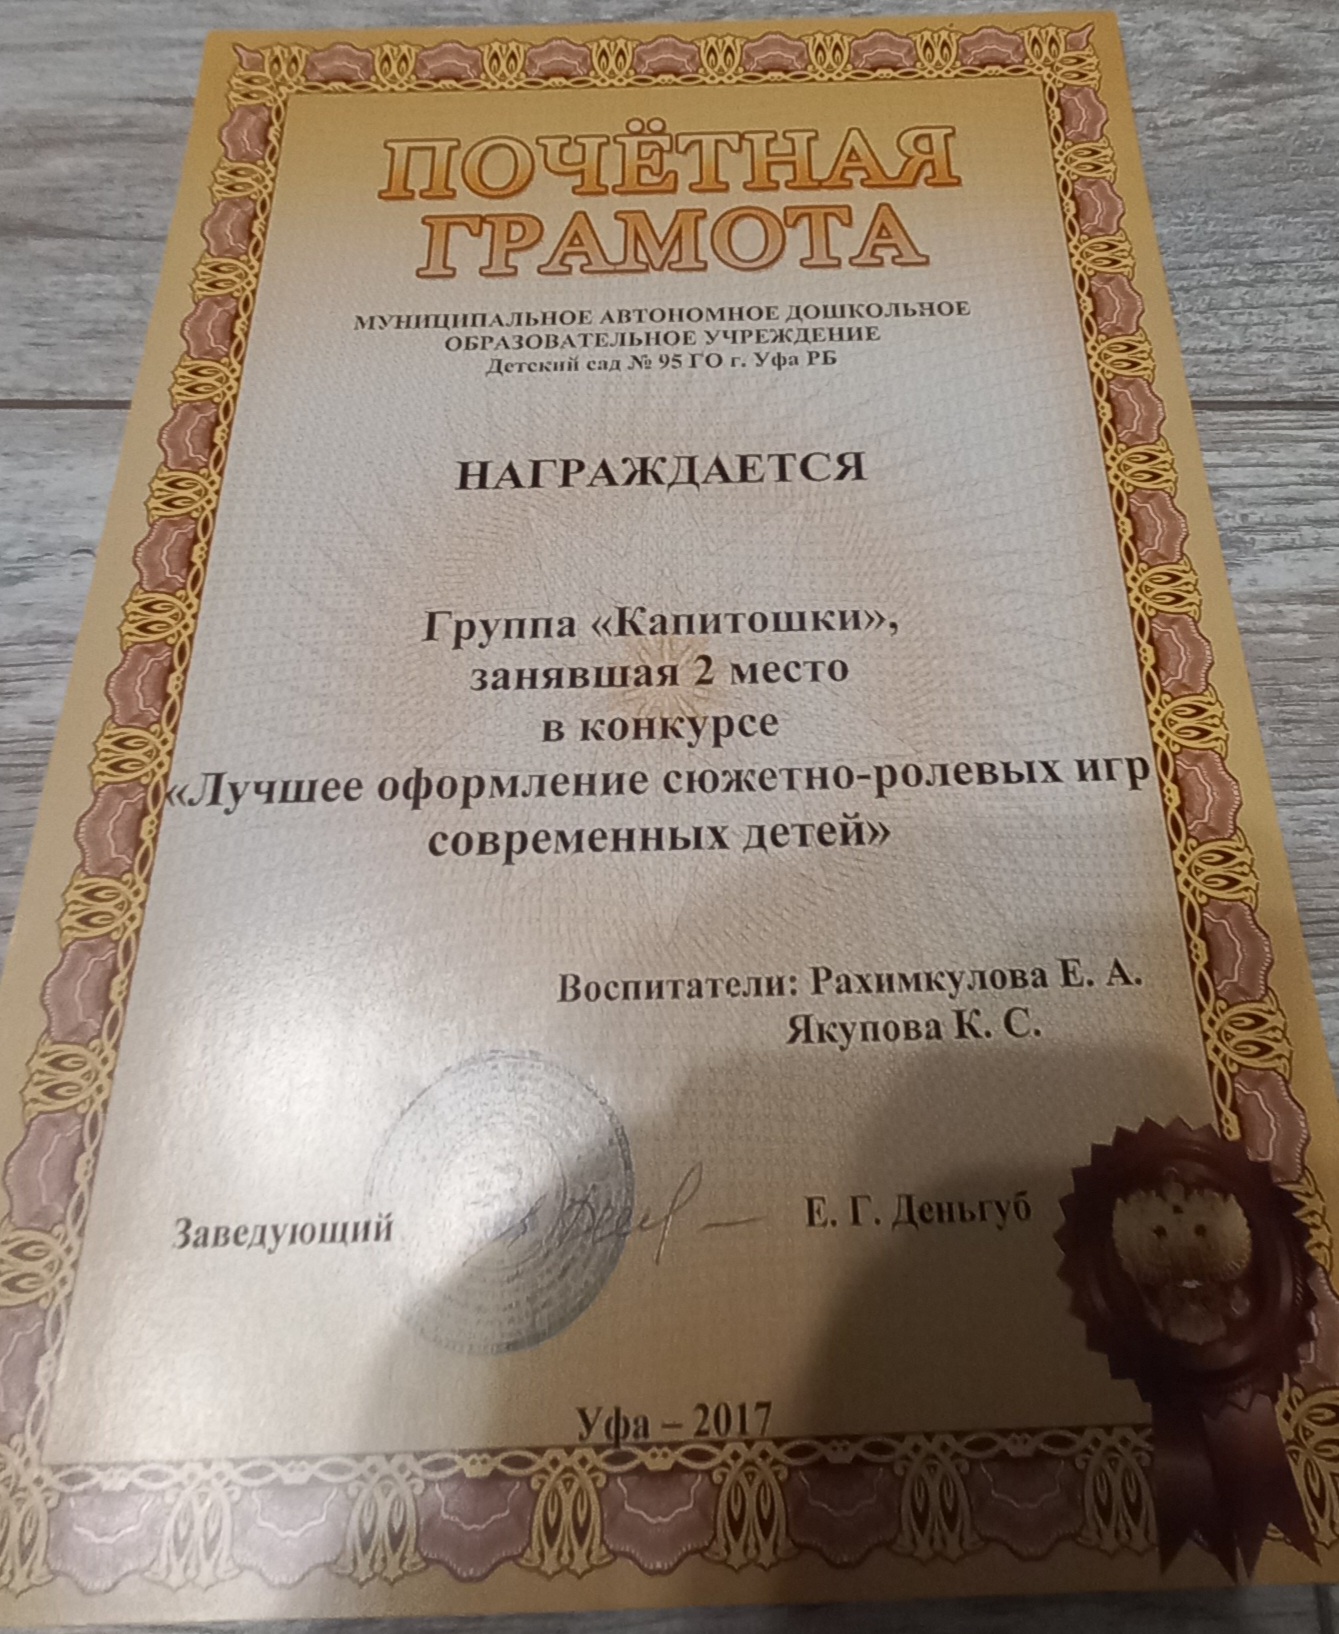 ПОЧЁТНАЯ
ГРАМОТА
МУНИЦИПАЛЬНОЕ АВТОНОМНОЕ ДОШКОЛЬНОЕ
ОБРАЗОВАТЕЛЬНОЕ УЧРЕЖДЕНИЕ
Детский сад № 95 ГО г. Уфа РБ
НАГРАЖДАЕТСЯ
Группа «Капитошки»,
занявшая 2 место
в конкурсе
«Лучшее оформление сюжетно-ролевых игр
современных детей»
Воспитатели: Рахимкулова Е. А.
Якупова К. С.
Заведующий Е. Г. Деньгуб
Уфа – 2017